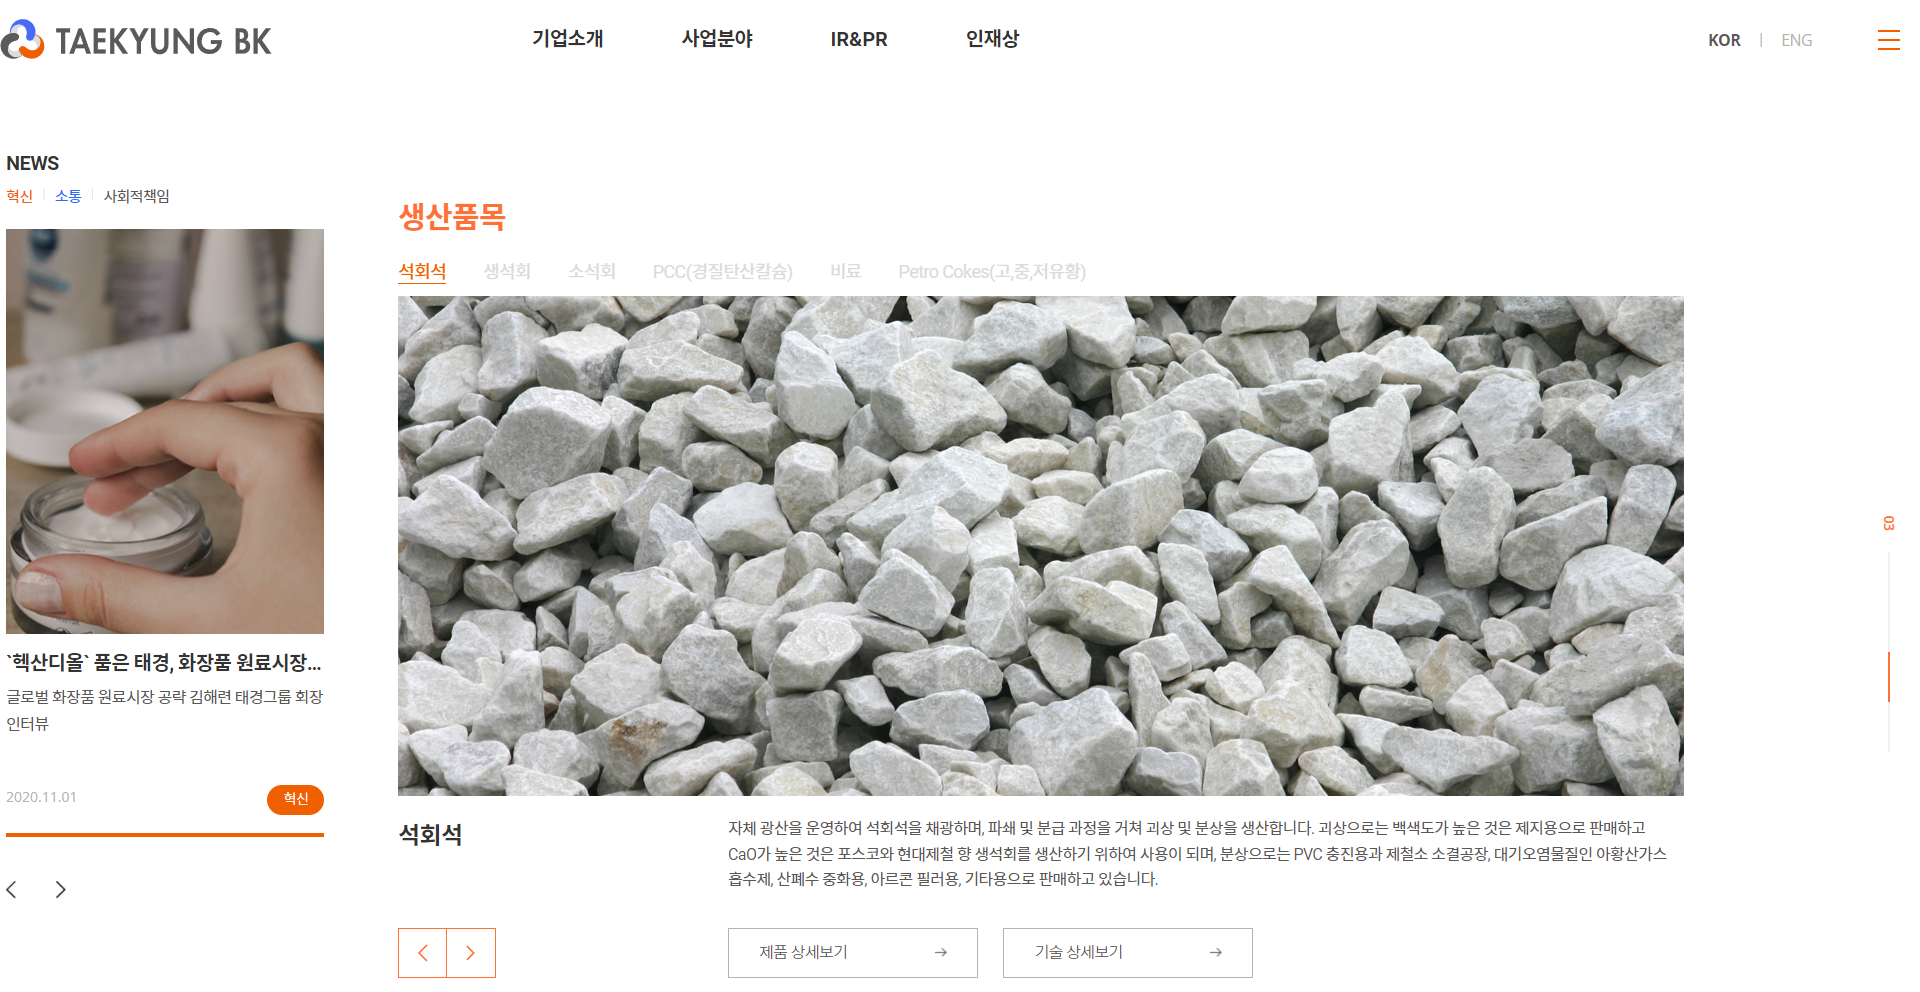 TAEKYUNG BK
기업소개
사업분야
IR&PR
인재상
KOR | ENG
NEWS
혁신 | 소통 | 사회적책임
`헥산디올` 품은 태경, 화장품 원료시장...
글로벌 화장품 원료시장 공략 김해련 태경그룹 회장
인터뷰
2020.11.01
혁신
생산품목
석회석
생석회
소석회
PCC(경질탄산칼슘)
비료
Petro Cokes(고,중,저유황)
석회석
자체 광산을 운영하여 석회석을 채광하며, 파쇄 및 분급 과정을 거쳐 괴상 및 분상을 생산합니다. 괴상으로는 백색도가 높은 것은 제지용으로 판매하고
CaO가 높은 것은 포스코와 현대제철 향 생석회를 생산하기 위하여 사용이 되며, 분상으로는 PVC 충진용과 제철소 소결공장, 대기오염물질인 아황산가스
흡수제, 산폐수 중화용, 아르콘 필러용, 기타용으로 판매하고 있습니다.
제품 상세보기 →
기술 상세보기 →
03